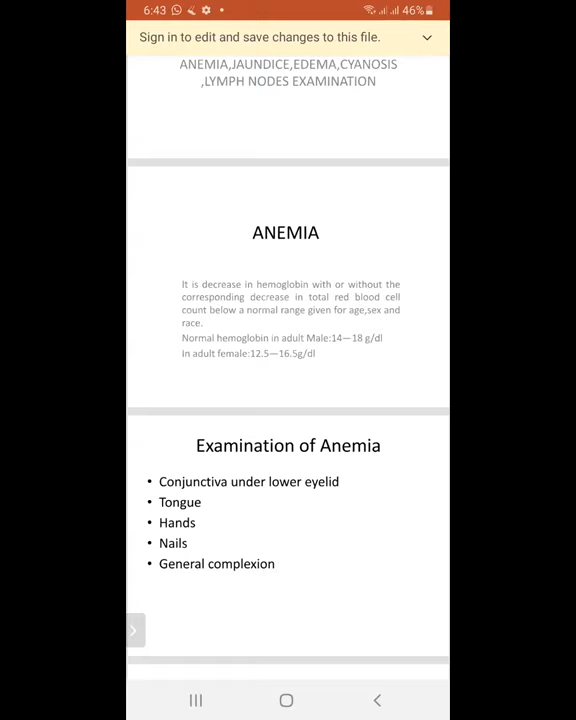 6:43
46%
Sign in to edit and save changes to this file.
ANEMIA,JAUNDICE,EDEMA,CYANOSIS
,LYMPH NODES EXAMINATION
ANEMIA
It is decrease in hemoglobin with or without the
corresponding decrease in total red blood cell
count below a normal range given for age,sex and
race.
Normal hemoglobin in adult Male:14—18 g/dl
In adult female:12.5—16.5g/dl
Examination of Anemia
• Conjunctiva under lower eyelid
• Tongue
• Hands
• Nails
• General complexion